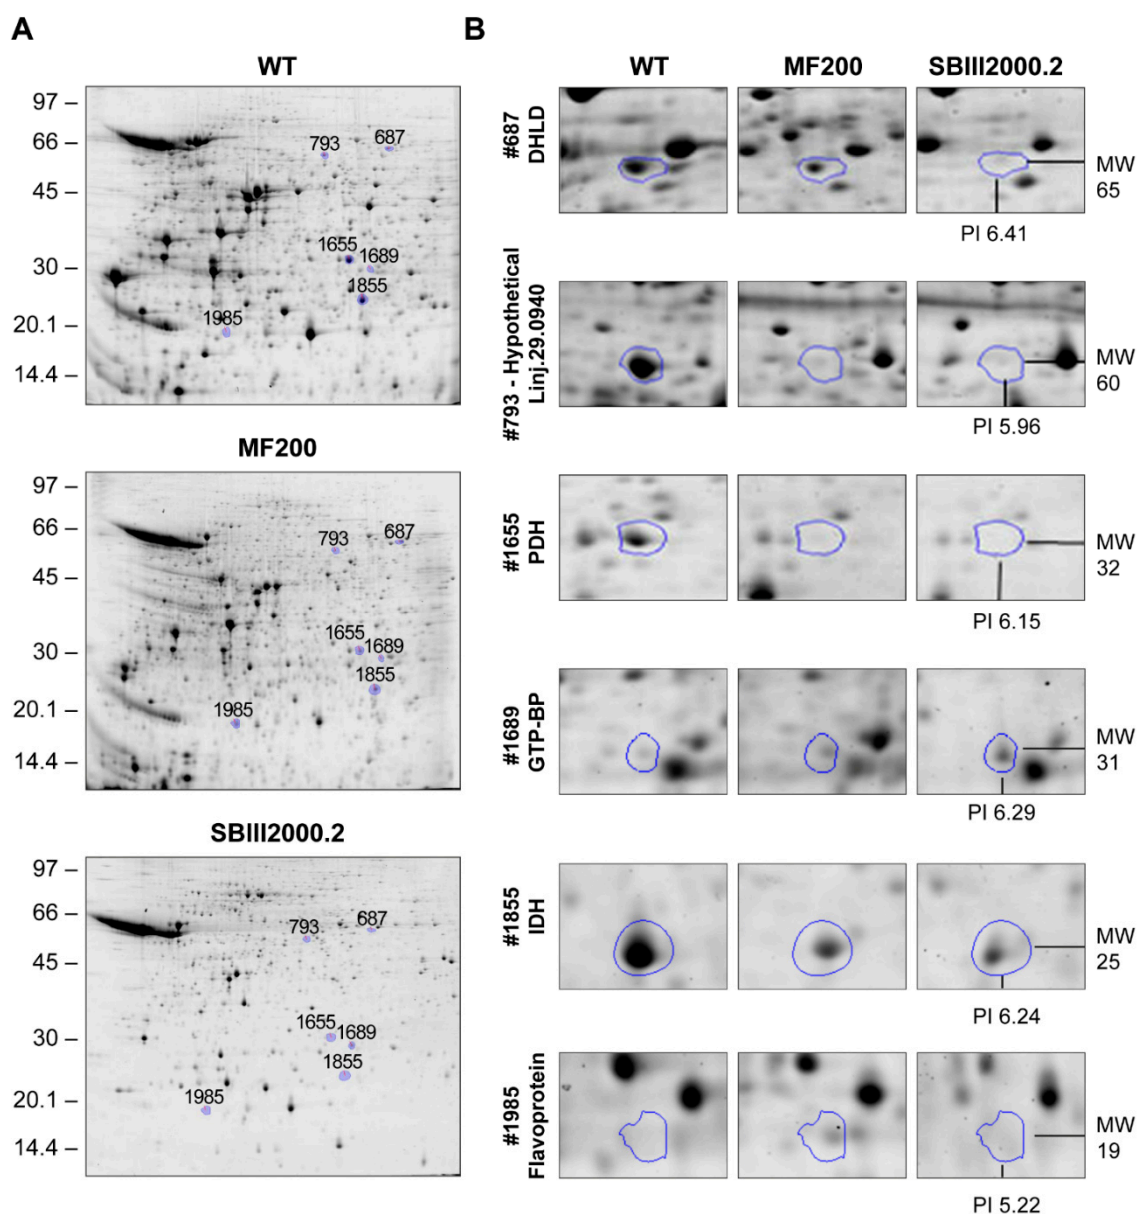 A
WT
97 –
66 –
45 –
30 –
20.1 –
14.4 –
793
687
1655
1689
1855
1985
MF200
97 –
66 –
45 –
30 –
20.1 –
14.4 –
793
687
1655
1689
1855
1985
SBIII2000.2
97 –
66 –
45 –
30 –
20.1 –
14.4 –
793
687
1655
1689
1855
1985
B
WT
MF200
SBIII2000.2
#687
DHLD
MW
65
PI 6.41
#793 - Hypothetical
Linj.29.0940
MW
60
PI 5.96
#1655
PDH
MW
32
PI 6.15
#1689
GTP-BP
MW
31
PI 6.29
#1855
IDH
MW
25
PI 6.24
#1985
Flavoprotein
MW
19
PI 5.22